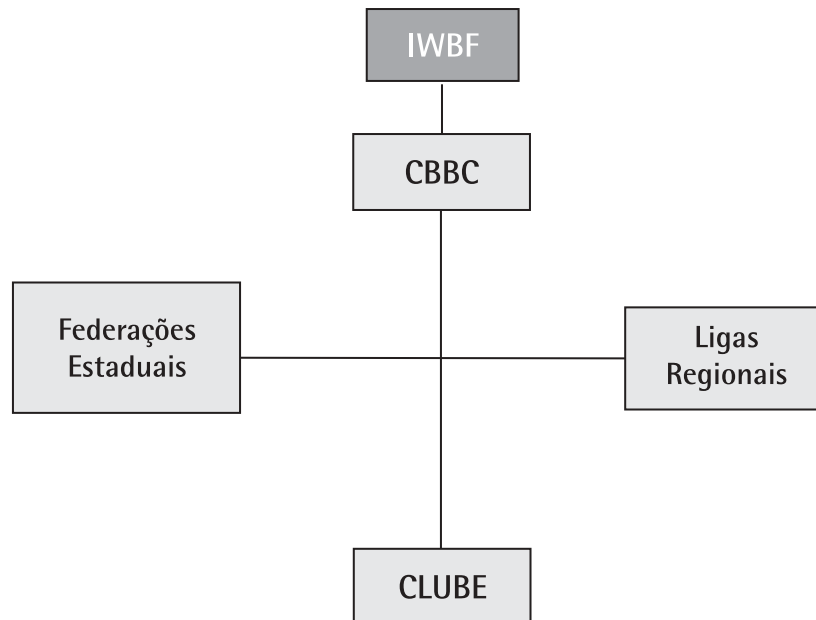 IWBF
CBBC
Federações
Estaduais
Ligas
Regionais
CLUBE